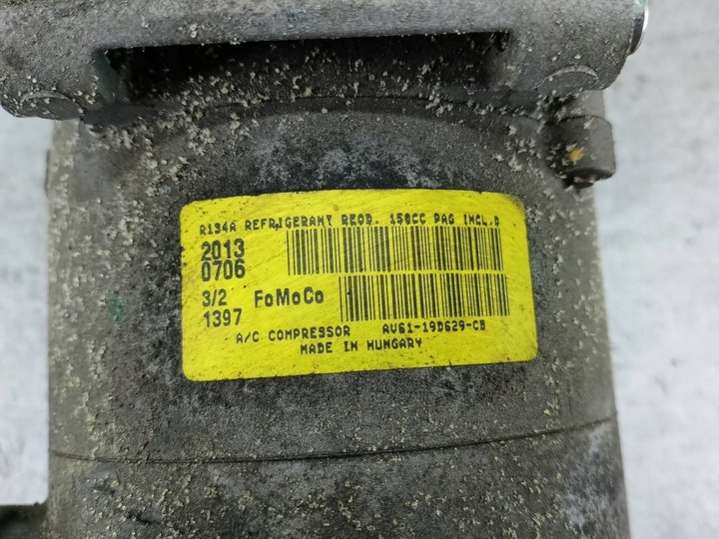 R134A REFRIGERANT REQD. 150CC PAG INCL.D
2013
0706
3/2 FoMoCo
1397
A/C COMPRESSOR AV61-19D629-CB
MADE IN HUNGARY